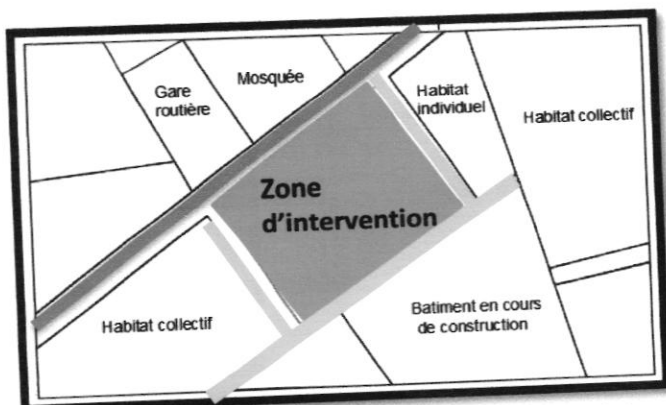 Gare
routière
Mosquée
Habitat
individuel
Habitat collectif
Zone
d'intervention
Habitat collectif
Batiment en cours
de construction